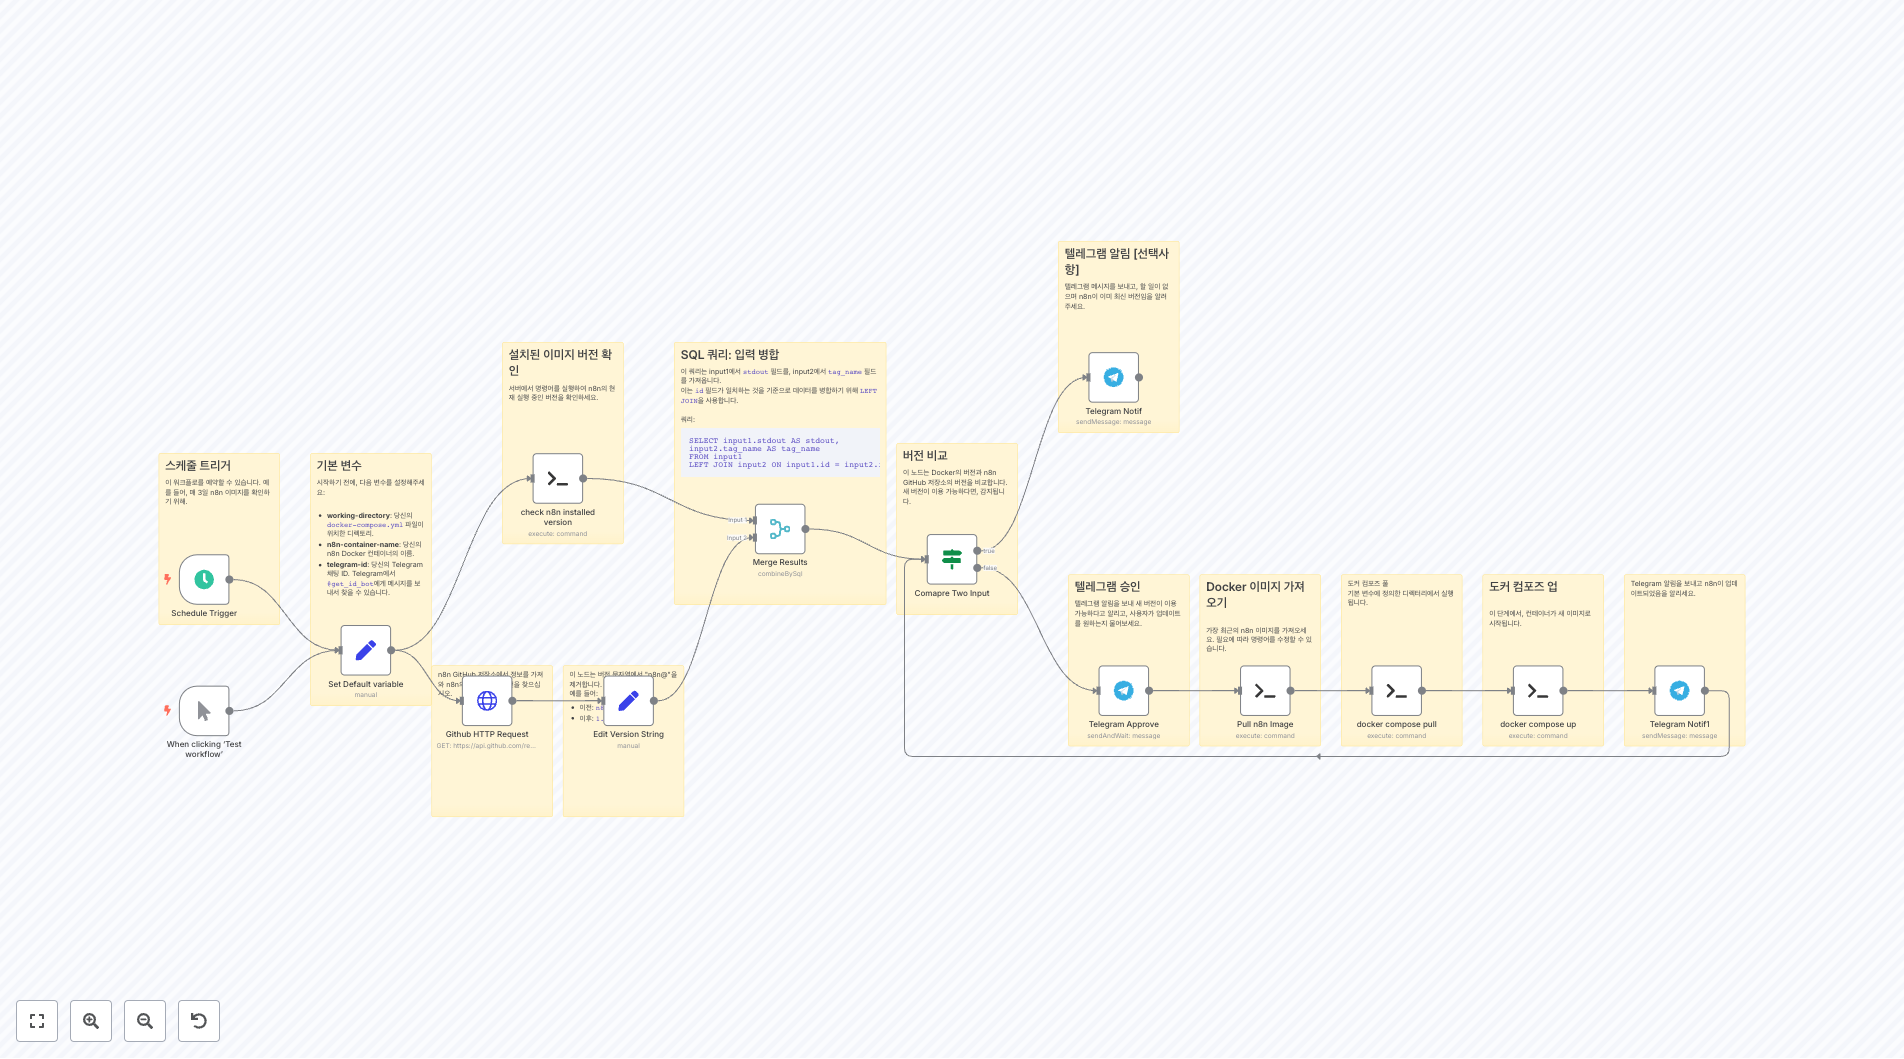 텔레그램 알림 [선택사
항]
텔레그램 메시지를 보내고, 할 일이 없
으며 n8n이 이미 최신 버전임을 알려
주세요.
Telegram Notif
sendMessage: message
설치된 이미지 버전 확
인
서버에서 명령어를 실행하여 n8n의 현
재 실행 중인 버전을 확인하세요.
check n8n installed
version
execute: command
SQL 쿼리: 입력 병합
이 쿼리는 input1에서 stdout 필드를, input2에서 tag_name 필드
를 가져옵니다.
이는 id 필드가 일치하는 것을 기준으로 데이터를 병합하기 위해 LEFT
JOIN을 사용합니다.
쿼리:
SELECT input1.stdout AS stdout,
input2.tag_name AS tag_name
FROM input1
LEFT JOIN input2 ON input1.id = input2.
Input 1
Input 2
Merge Results
combineBySql
버전 비교
이 노드는 Docker의 버전과 n8n
GitHub 저장소의 버전을 비교합니다.
새 버전이 이용 가능하다면, 감지됩니
다.
true
false
Comapre Two Input
스케줄 트리거
이 워크플로를 예약할 수 있습니다. 예
를 들어, 매 3일 n8n 이미지를 확인하
기 위해.
Schedule Trigger
When clicking ‘Test
workflow’
기본 변수
시작하기 전에, 다음 변수를 설정해주세
요:
working-directory: 당신의
docker-compose.yml 파일이
위치한 디렉토리.
n8n-container-name: 당신의
n8n Docker 컨테이너의 이름.
telegram-id: 당신의 Telegram
채팅 ID. Telegram에서
#get_id_bot에게 메시지를 보
내서 찾을 수 있습니다.
Set Default variable
manual
n8n GitHub 저장소에서 정보를 가져
와 n8n의 을 찾으십
시오.
Github HTTP Request
GET: https://api.github.com/re...
이 노드는 버전 문자열에서 "n8n@"을
제거합니다.
예를 들어:
이전: n8
이후: 1.
Edit Version String
manual
텔레그램 승인
텔레그램 알림을 보내 새 버전이 이용
가능하다고 알리고, 사용자가 업데이트
를 원하는지 물어보세요.
Telegram Approve
sendAndWait: message
Docker 이미지 가져
오기
가장 최근의 n8n 이미지를 가져오세
요. 필요에 따라 명령어를 수정할 수 있
습니다.
Pull n8n Image
execute: command
도커 컴포즈 풀
기본 변수에 정의한 디렉터리에서 실행
됩니다.
docker compose pull
execute: command
도커 컴포즈 업
이 단계에서, 컨테이너가 새 이미지로
시작됩니다.
docker compose up
execute: command
Telegram 알림을 보내고 n8n이 업데
이트되었음을 알리세요.
Telegram Notif1
sendMessage: message